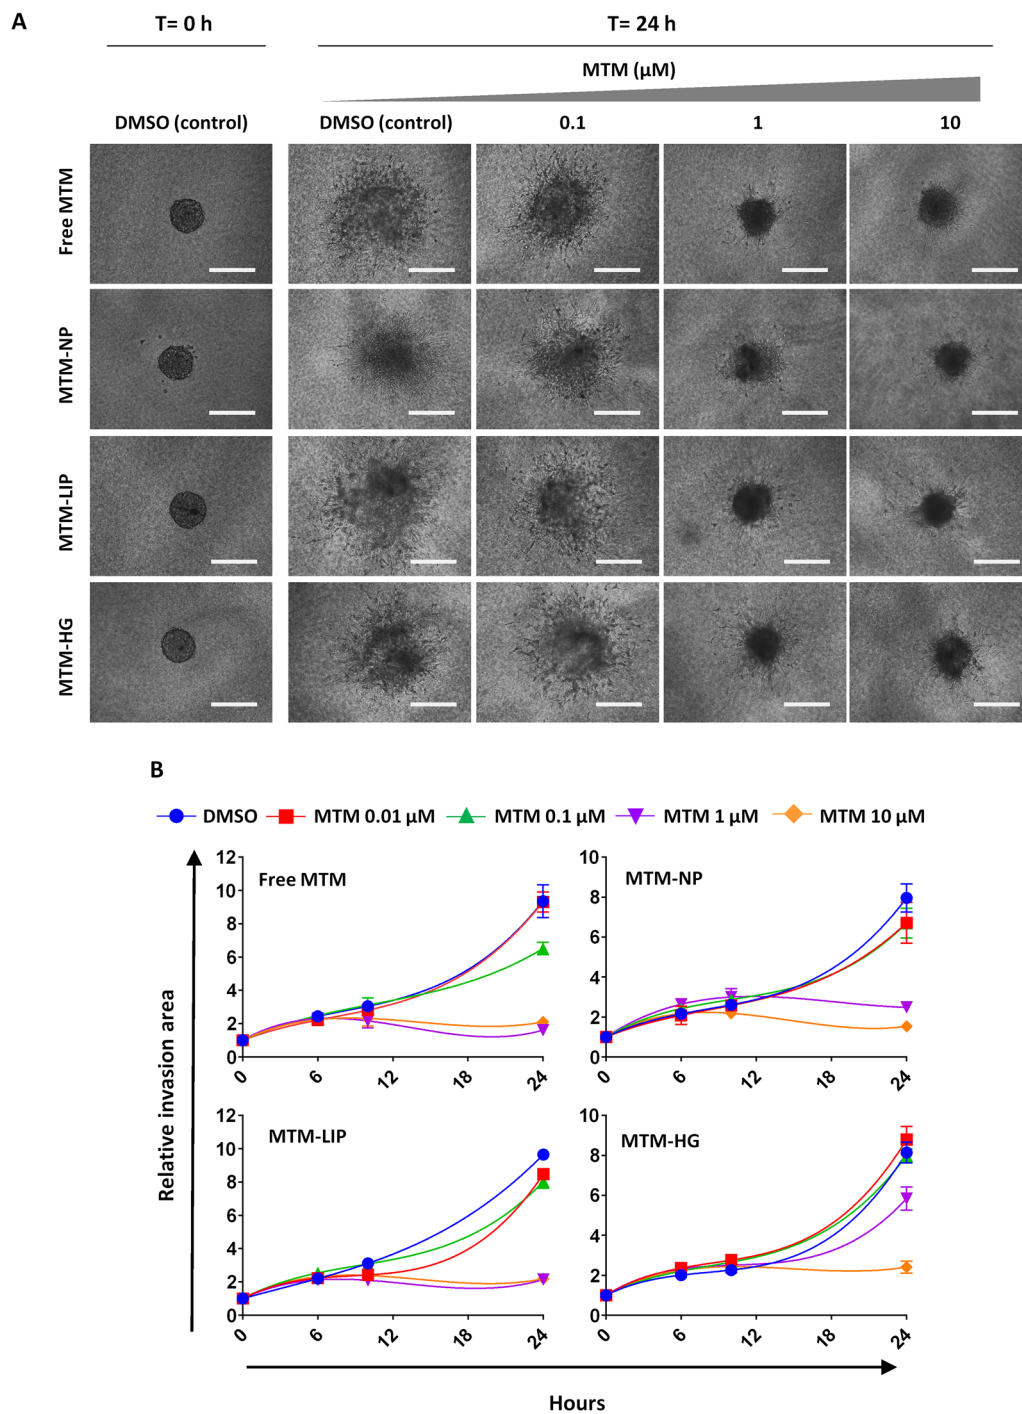 A
T= 0 h
T= 24 h
MTM (µM)
DMSO (control)
DMSO (control)
0.1
1
10
Free MTM
MTM-NP
MTM-LIP
MTM-HG
B
DMSO
MTM 0.01 µM
MTM 0.1 µM
MTM 1 µM
MTM 10 µM
Relative invasion area
Free MTM
12
10
8
6
4
2
0
0
6
12
18
24
MTM-NP
10
8
6
4
2
0
0
6
12
18
24
MTM-LIP
12
10
8
6
4
2
0
0
6
12
18
24
MTM-HG
10
8
6
4
2
0
0
6
12
18
24
Hours